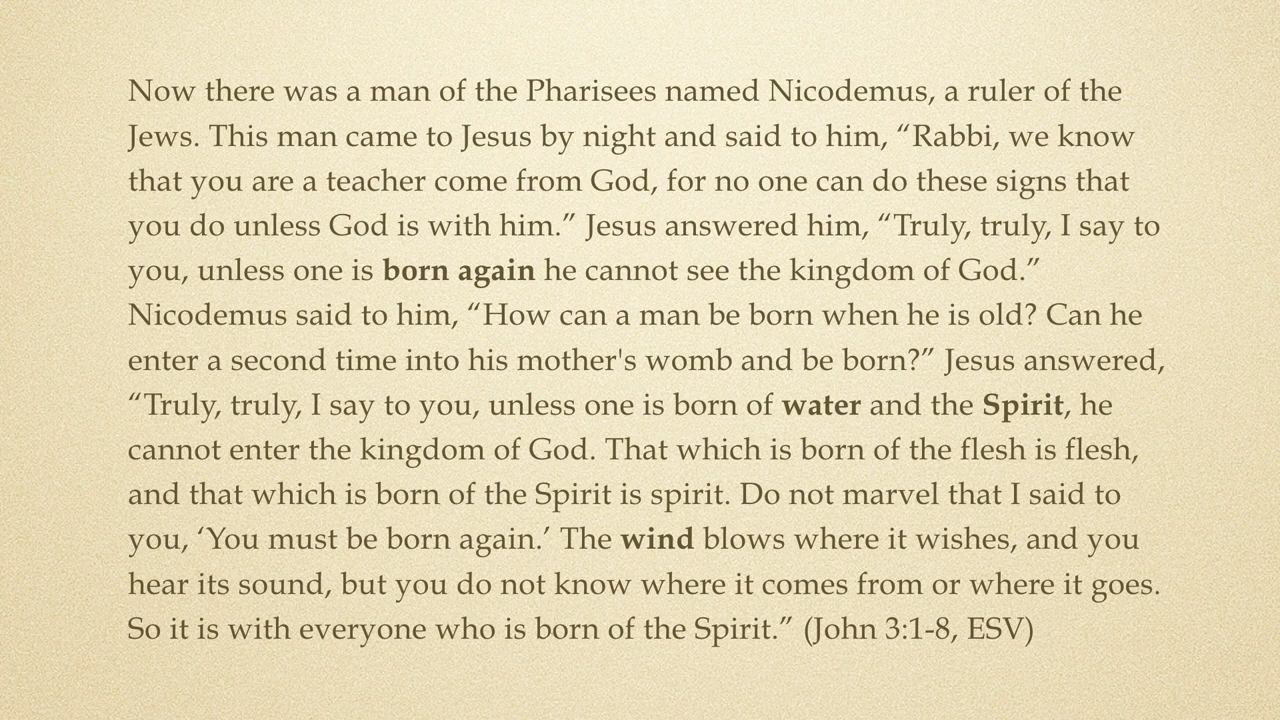 Now there was a man of the Pharisees named Nicodemus, a ruler of the
Jews. This man came to Jesus by night and said to him, “Rabbi, we know
that you are a teacher come from God, for no one can do these signs that
you do unless God is with him.” Jesus answered him, “Truly, truly, I say to
you, unless one is born again he cannot see the kingdom of God.”
Nicodemus said to him, “How can a man be born when he is old? Can he
enter a second time into his mother's womb and be born?” Jesus answered,
“Truly, truly, I say to you, unless one is born of water and the Spirit, he
cannot enter the kingdom of God. That which is born of the flesh is flesh,
and that which is born of the Spirit is spirit. Do not marvel that I said to
you, ‘You must be born again.’ The wind blows where it wishes, and you
hear its sound, but you do not know where it comes from or where it goes.
So it is with everyone who is born of the Spirit.” (John 3:1-8, ESV)